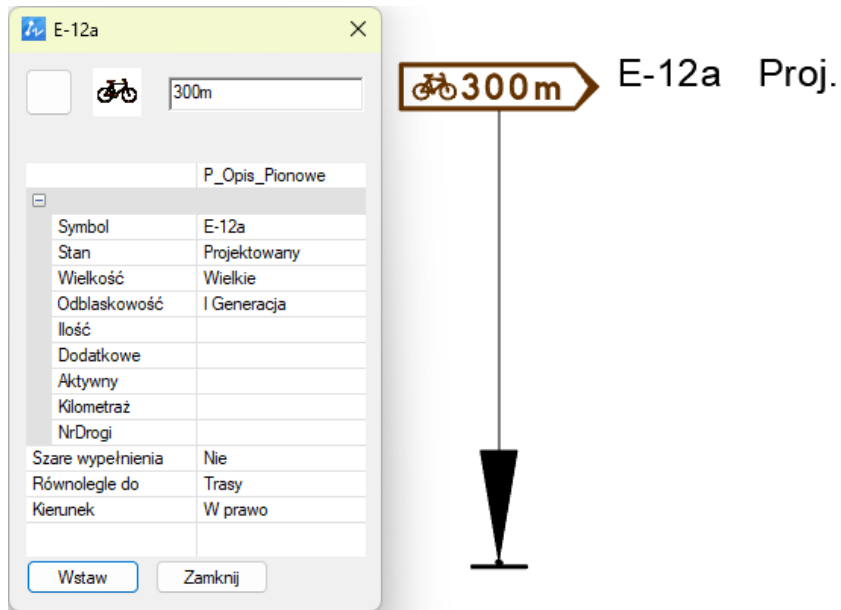 E-12a
300m
P_Opis_Pionowe
Symbol E-12a
Stan Projektowany
Wielkość Wielkie
Odblaskowość I Generacja
Ilość
Dodatkowe
Aktywny
Kilometraż
NrDrogi
Szare wypełnienia Nie
Równolegle do Trasy
Kierunek W prawo
Wstaw Zamknij
300m E-12a Proj.